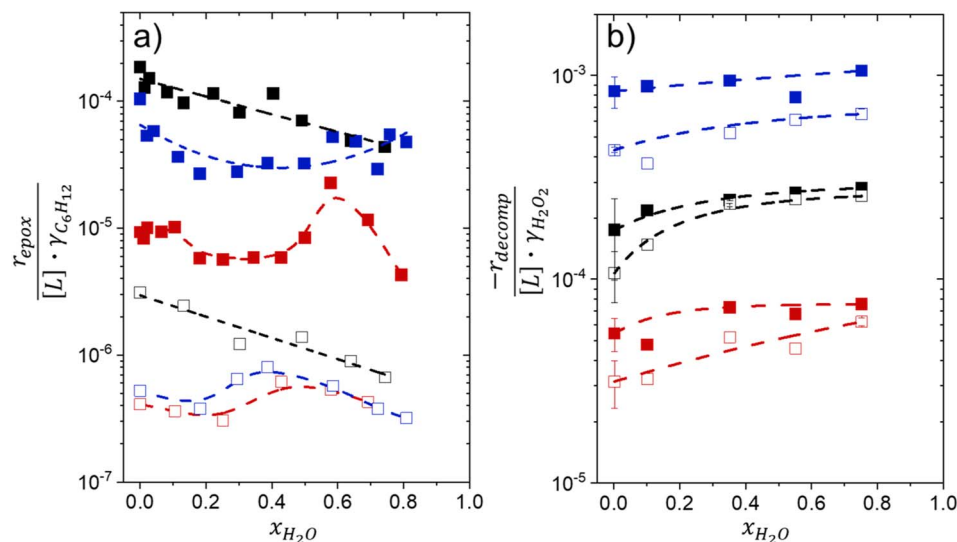 a)
10⁻⁴
10⁻⁵
10⁻⁶
10⁻⁷
r_epox
[L] · γ_C₆H₁₂
0.0 0.2 0.4 0.6 0.8 1.0
x_H₂O
b)
10⁻³
10⁻⁴
10⁻⁵
−r_decomp
[L] · γ_H₂O₂
0.0 0.2 0.4 0.6 0.8 1.0
x_H₂O